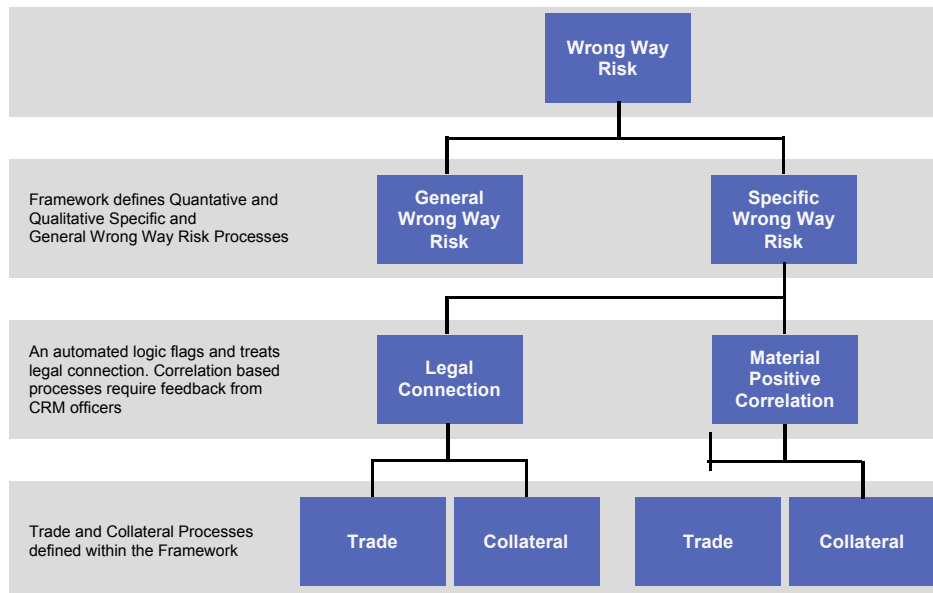 Wrong Way
Risk
Framework defines Quantative and
Qualitative Specific and
General Wrong Way Risk Processes
General
Wrong Way
Risk
Specific
Wrong Way
Risk
An automated logic flags and treats
legal connection. Correlation based
processes require feedback from
CRM officers
Legal
Connection
Material
Positive
Correlation
Trade and Collateral Processes
defined within the Framework
Trade
Collateral
Trade
Collateral